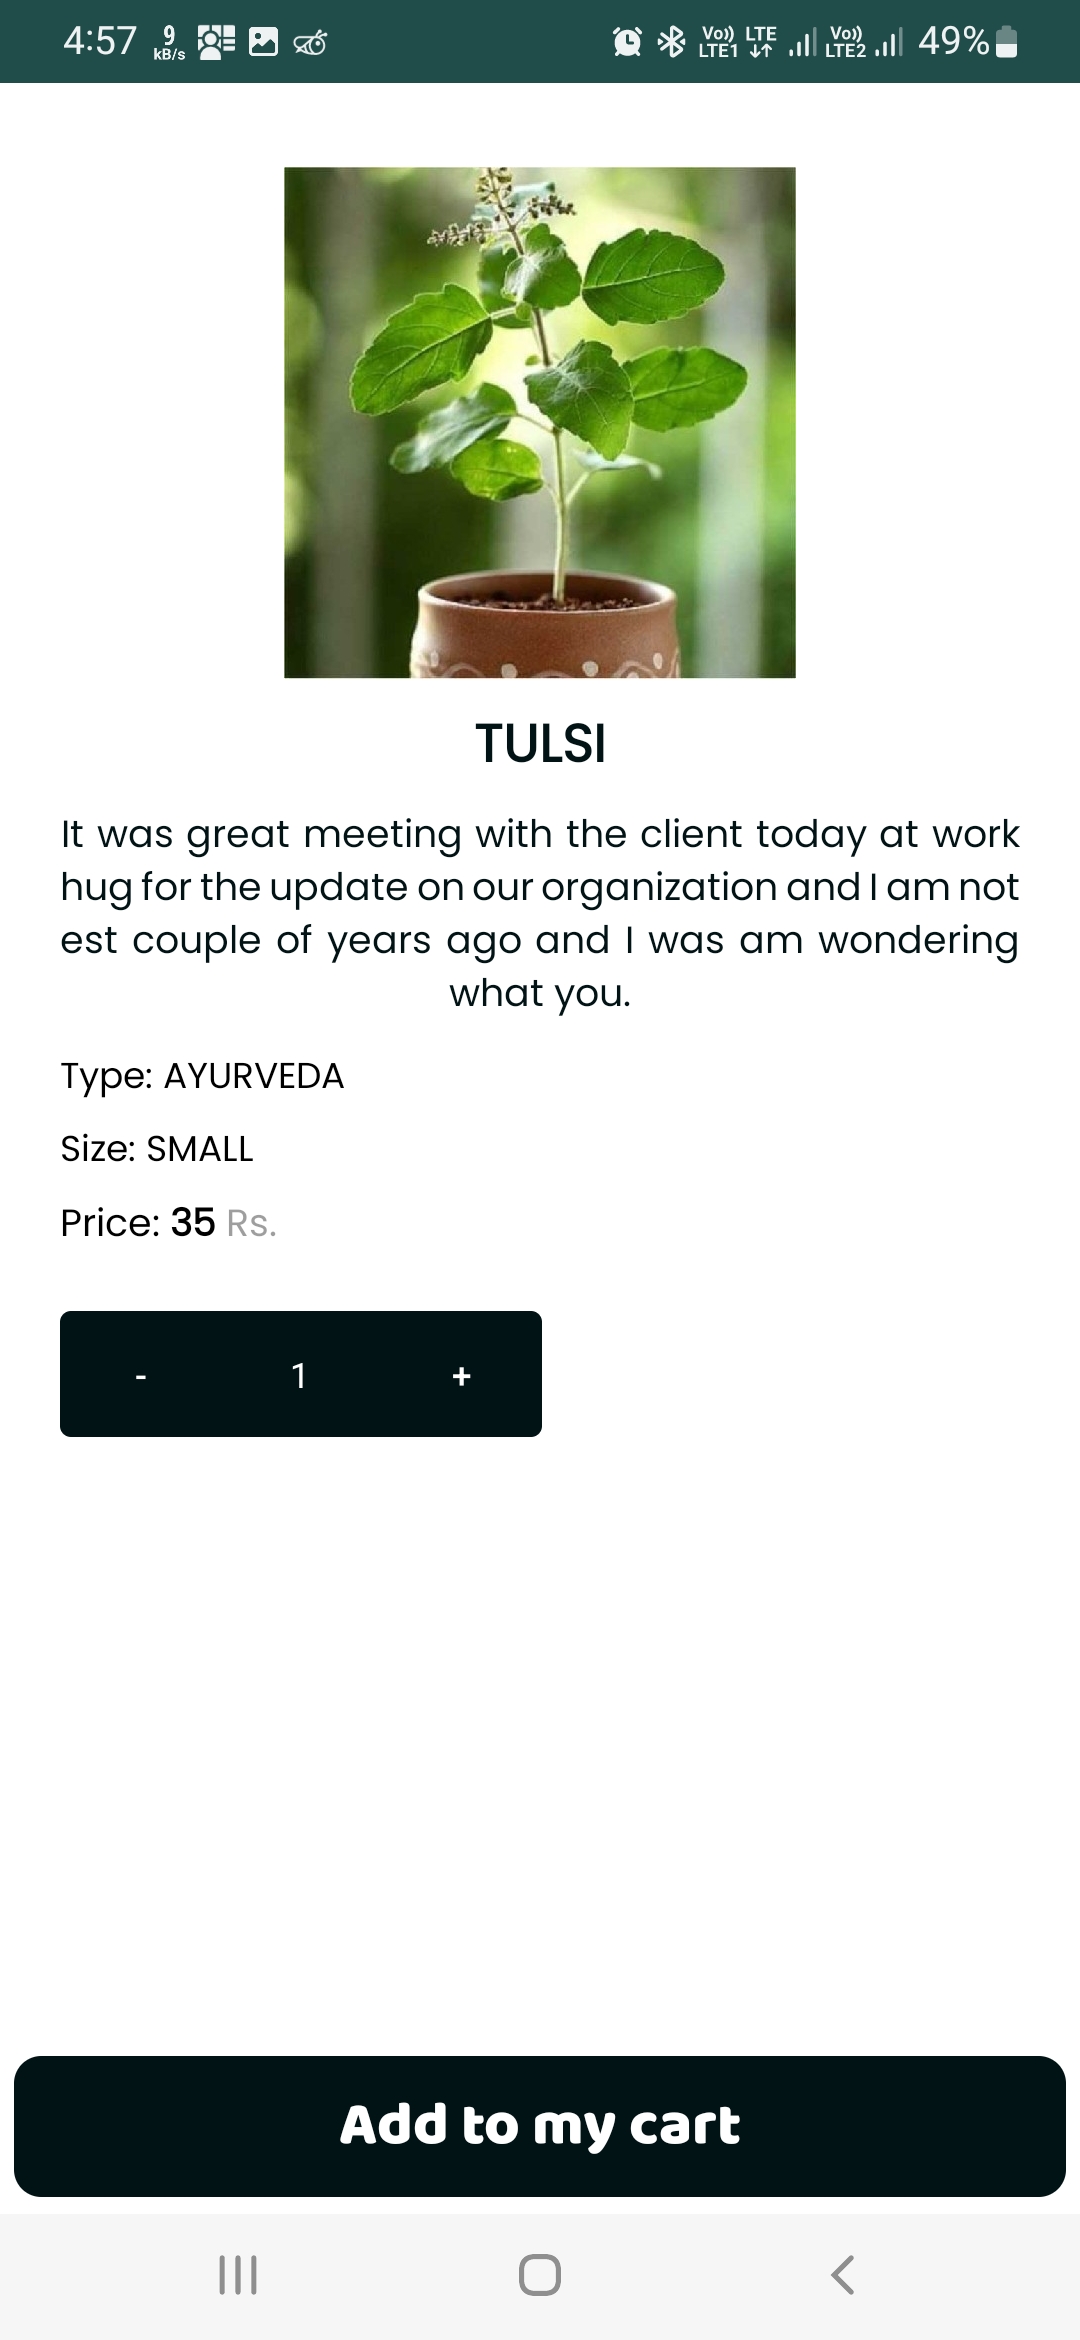 4:57 9 kB/s Vo)) LTE1 LTE Vo)) LTE2 49%
TULSI
It was great meeting with the client today at work
hug for the update on our organization and I am not
est couple of years ago and I was am wondering
what you.
Type: AYURVEDA
Size: SMALL
Price: 35 Rs.
- 1 +
Add to my cart